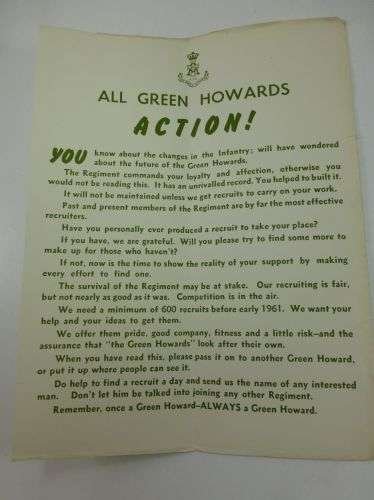 ALL GREEN HOWARDS
ACTION!
YOU know about the changes in the Infantry; will have wondered
about the future of the Green Howards.
The Regiment commands your loyalty and affection, otherwise you
would not be reading this. It has an unrivalled record. You helped to built it.
It will not be maintained unless we get recruits to carry on your work.
Past and present members of the Regiment are by far the most effective
recruiters.
Have you personally ever produced a recruit to take your place?
If you have, we are grateful. Will you please try to find some more to
make up for those who haven't?
If not, now is the time to show the reality of your support by making
every effort to find one.
The survival of the Regiment may be at stake. Our recruiting is fair,
but not nearly as good as it was. Competition is in the air.
We need a minimum of 600 recruits before early 1961. We want your
help and your ideas to get them.
We offer them pride, good company, fitness and a little risk—and the
assurance that "the Green Howards" look after their own.
When you have read this, please pass it on to another Green Howard,
or put it up where people can see it.
Do help to find a recruit a day and send us the name of any interested
man. Don't let him be talked into joining any other Regiment.
Remember, once a Green Howard—ALWAYS a Green Howard.